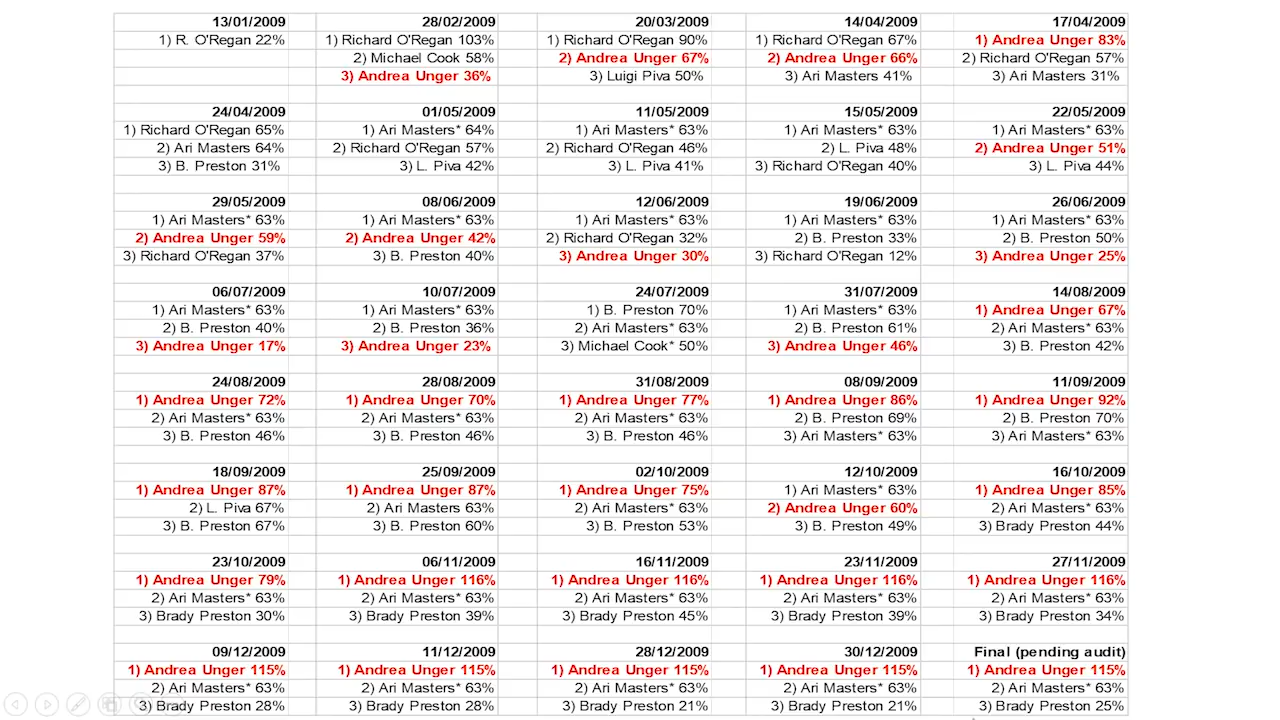 13/01/2009 28/02/2009 20/03/2009 14/04/2009 17/04/2009
1) R. O'Regan 22% 1) Richard O'Regan 103% 1) Richard O'Regan 90% 1) Richard O'Regan 67% 1) Andrea Unger 83%
2) Michael Cook 58% 2) Andrea Unger 67% 2) Andrea Unger 66% 2) Richard O'Regan 57%
3) Andrea Unger 36% 3) Luigi Piva 50% 3) Ari Masters 41% 3) Ari Masters 31%
24/04/2009 01/05/2009 11/05/2009 15/05/2009 22/05/2009
1) Richard O'Regan 65% 1) Ari Masters* 64% 1) Ari Masters* 63% 1) Ari Masters* 63% 1) Ari Masters* 63%
2) Ari Masters 64% 2) Richard O'Regan 57% 2) Richard O'Regan 46% 2) L. Piva 48% 2) Andrea Unger 51%
3) B. Preston 31% 3) L. Piva 42% 3) L. Piva 41% 3) Richard O'Regan 40% 3) L. Piva 44%
29/05/2009 08/06/2009 12/06/2009 19/06/2009 26/06/2009
1) Ari Masters* 63% 1) Ari Masters* 63% 1) Ari Masters* 63% 1) Ari Masters* 63% 1) Ari Masters* 63%
2) Andrea Unger 59% 2) Andrea Unger 42% 2) Richard O'Regan 32% 2) B. Preston 33% 2) B. Preston 50%
3) Richard O'Regan 37% 3) B. Preston 40% 3) Andrea Unger 30% 3) Richard O'Regan 12% 3) Andrea Unger 25%
06/07/2009 10/07/2009 24/07/2009 31/07/2009 14/08/2009
1) Ari Masters* 63% 1) Ari Masters* 63% 1) B. Preston 70% 1) Ari Masters* 63% 1) Andrea Unger 67%
2) B. Preston 40% 2) B. Preston 36% 2) Ari Masters* 63% 2) B. Preston 61% 2) Ari Masters* 63%
3) Andrea Unger 17% 3) Andrea Unger 23% 3) Michael Cook* 50% 3) Andrea Unger 46% 3) B. Preston 42%
24/08/2009 28/08/2009 31/08/2009 08/09/2009 11/09/2009
1) Andrea Unger 72% 1) Andrea Unger 70% 1) Andrea Unger 77% 1) Andrea Unger 86% 1) Andrea Unger 92%
2) Ari Masters* 63% 2) Ari Masters* 63% 2) Ari Masters* 63% 2) B. Preston 69% 2) B. Preston 70%
3) B. Preston 46% 3) B. Preston 46% 3) B. Preston 46% 3) Ari Masters* 63% 3) Ari Masters* 63%
18/09/2009 25/09/2009 02/10/2009 12/10/2009 16/10/2009
1) Andrea Unger 87% 1) Andrea Unger 87% 1) Andrea Unger 75% 1) Ari Masters* 63% 1) Andrea Unger 85%
2) L. Piva 67% 2) Ari Masters 63% 2) Ari Masters* 63% 2) Andrea Unger 60% 2) Ari Masters* 63%
3) B. Preston 67% 3) B. Preston 60% 3) B. Preston 53% 3) B. Preston 49% 3) Brady Preston 44%
23/10/2009 06/11/2009 16/11/2009 23/11/2009 27/11/2009
1) Andrea Unger 79% 1) Andrea Unger 116% 1) Andrea Unger 116% 1) Andrea Unger 116% 1) Andrea Unger 116%
2) Ari Masters* 63% 2) Ari Masters* 63% 2) Ari Masters* 63% 2) Ari Masters* 63% 2) Ari Masters* 63%
3) Brady Preston 30% 3) Brady Preston 39% 3) Brady Preston 45% 3) Brady Preston 39% 3) Brady Preston 34%
09/12/2009 11/12/2009 28/12/2009 30/12/2009 Final (pending audit)
1) Andrea Unger 115% 1) Andrea Unger 115% 1) Andrea Unger 115% 1) Andrea Unger 115% 1) Andrea Unger 115%
2) Ari Masters* 63% 2) Ari Masters* 63% 2) Ari Masters* 63% 2) Ari Masters* 63% 2) Ari Masters* 63%
3) Brady Preston 28% 3) Brady Preston 28% 3) Brady Preston 21% 3) Brady Preston 21% 3) Brady Preston 25%